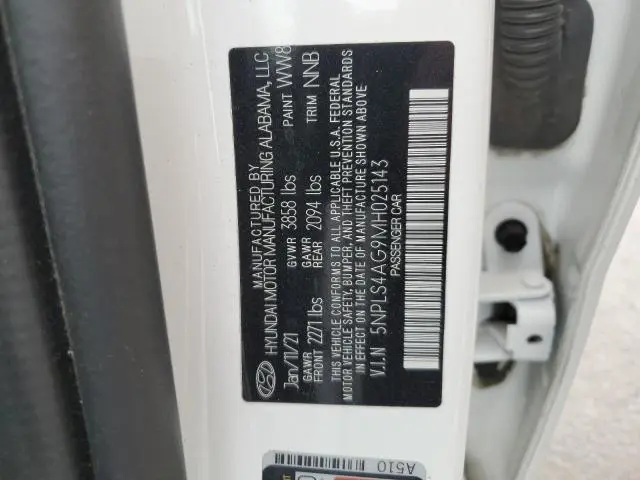 MANUFACTURED BY
HYUNDAI MOTOR MANUFACTURING ALABAMA, LLC
Jan/11/21 GVWR 3858 lbs PAINT WW8
GAWR FRONT 2271 lbs GAWR REAR 2094 lbs TRIM NNB
THIS VEHICLE CONFORMS TO ALL APPLICABLE U.S.A. FEDERAL
MOTOR VEHICLE SAFETY, BUMPER, AND THEFT PREVENTION STANDARDS
IN EFFECT ON THE DATE OF MANUFACTURE SHOWN ABOVE
V.I.N 5NPLS4AG9MH025143
PASSENGER CAR
A510